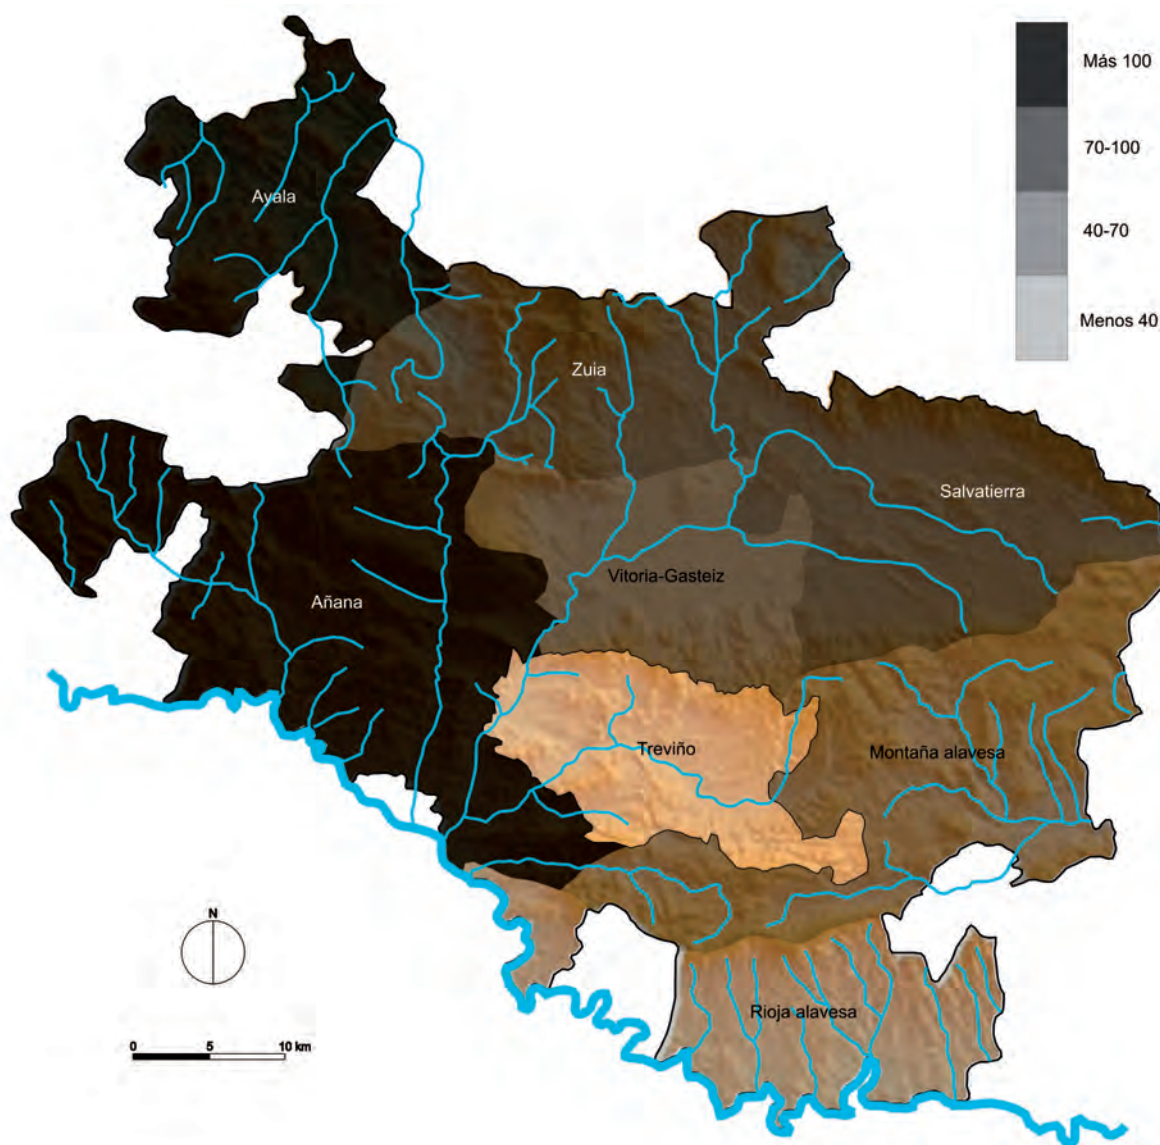 Más 100
70-100
40-70
Menos 40
Ayala
Zuia
Salvatierra
Vitoria-Gasteiz
Añana
Treviño
Montaña alavesa
Rioja alavesa
N
0 5 10 km